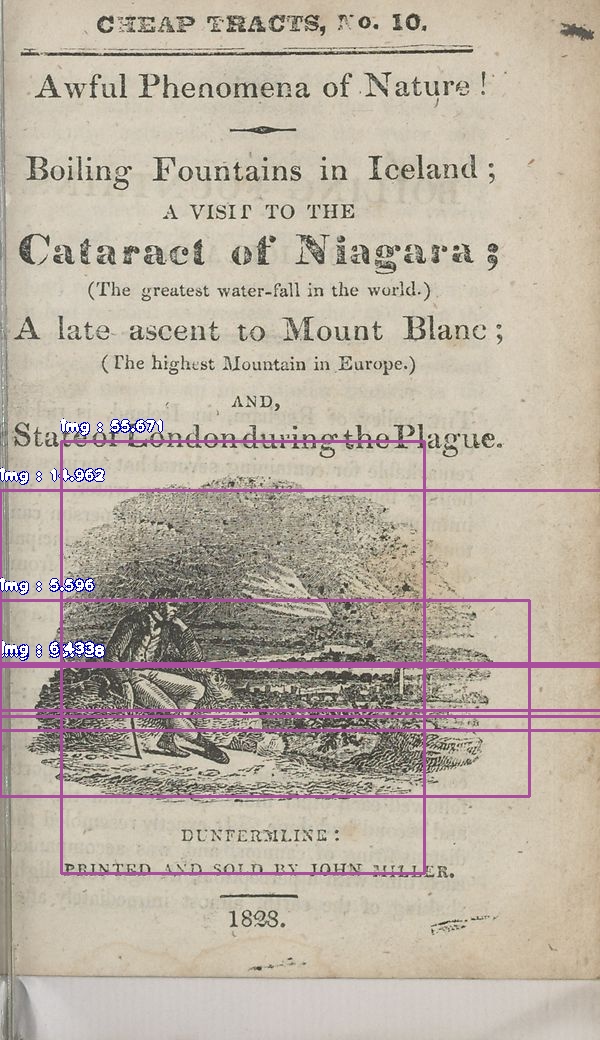 CHEAP TRACTS, No. 10.
Awful Phenomena of Nature !
Boiling Fountains in Iceland ;
A VISIT TO THE
Cataract of Niagara ;
(The greatest water-fall in the world.)
A late ascent to Mount Blanc ;
(The highest Mountain in Europe.)
AND,
State of London during the Plague.
Img : 55.671
Img : 14.962
Img : 5.596
Img : 6.433
DUNFERMLINE :
PRINTED AND SOLD BY JOHN MILLER.
1828.